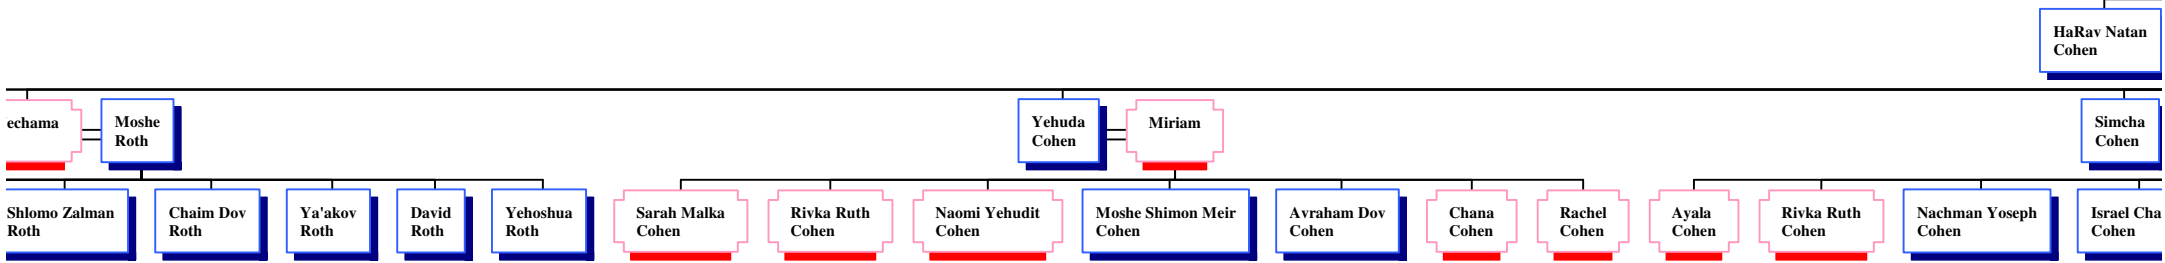 HaRav Natan
Cohen
echama
Moshe
Roth
Yehuda
Cohen
Miriam
Simcha
Cohen
Shlomo Zalman
Roth
Chaim Dov
Roth
Ya'akov
Roth
David
Roth
Yehoshua
Roth
Sarah Malka
Cohen
Rivka Ruth
Cohen
Naomi Yehudit
Cohen
Moshe Shimon Meir
Cohen
Avraham Dov
Cohen
Chana
Cohen
Rachel
Cohen
Ayala
Cohen
Rivka Ruth
Cohen
Nachman Yoseph
Cohen
Israel Cha
Cohen